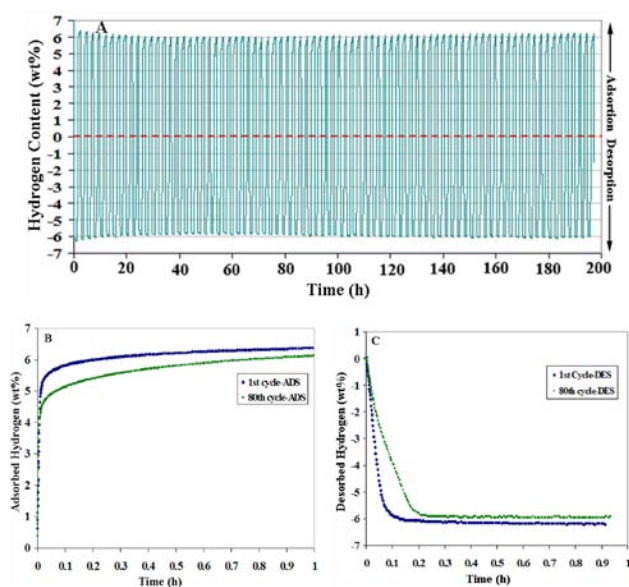 A
Hydrogen Content (wt%)
7
6
5
4
3
2
1
0
-1
-2
-3
-4
-5
-6
-7
0 20 40 60 80 100 120 140 160 180 200
Time (h)
Adsortion Desorption
B
Adsorbed Hydrogen (wt%)
7
6
5
4
3
2
1
0
1st cycle-ADS
80th cycle-ADS
0 0.1 0.2 0.3 0.4 0.5 0.6 0.7 0.8 0.9 1
Time (h)
C
Desorbed Hydrogen (wt%)
1
0
-1
-2
-3
-4
-5
-6
-7
1st Cycle-DES
80th cycle-DES
0 0.1 0.2 0.3 0.4 0.5 0.6 0.7 0.8 0.9 1
Time (h)